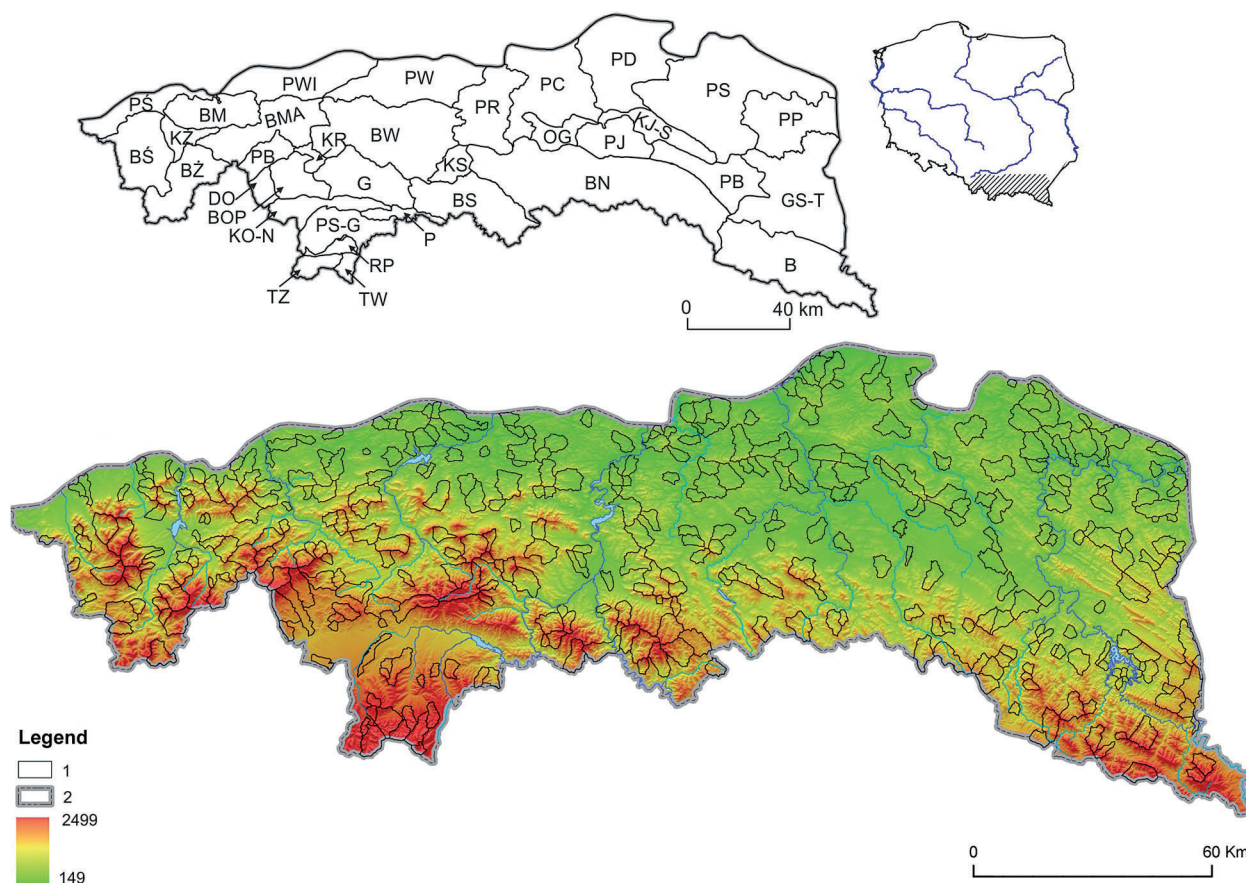 PD
PWI
PW
PC
PS
PŚ
BM
BMA
PR
PP
KZ
KR
BW
OG
PJ
KJ-S
BŚ
BŻ
PB
KS
BN
PB
DO
G
BS
GS-T
BOP
KO-N
PS-G
P
B
RP
TZ
TW
0 40 km
Legend
1
2
2499
149
0 60 Km